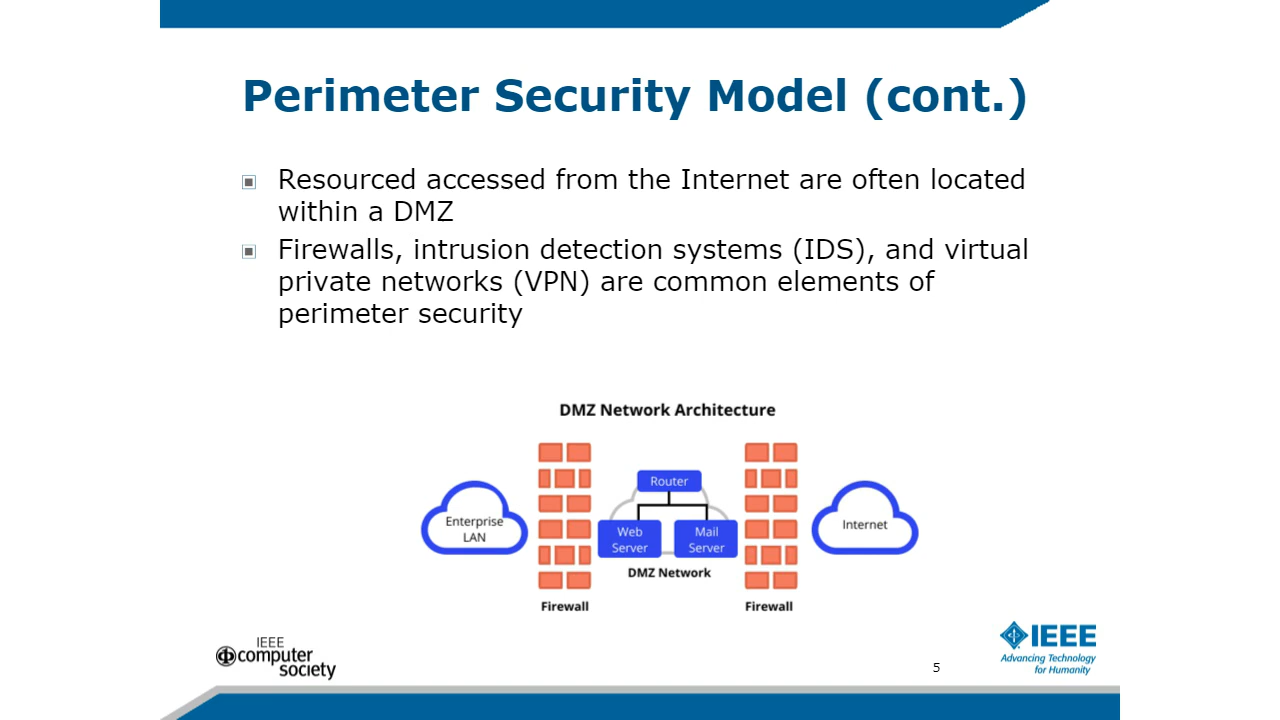 Perimeter Security Model (cont.)
Resourced accessed from the Internet are often located
within a DMZ
Firewalls, intrusion detection systems (IDS), and virtual
private networks (VPN) are common elements of
perimeter security
DMZ Network Architecture
Enterprise
LAN
Router
Web
Server
Mail
Server
DMZ Network
Internet
Firewall
Firewall
IEEE
computer
society
5
IEEE
Advancing Technology
for Humanity